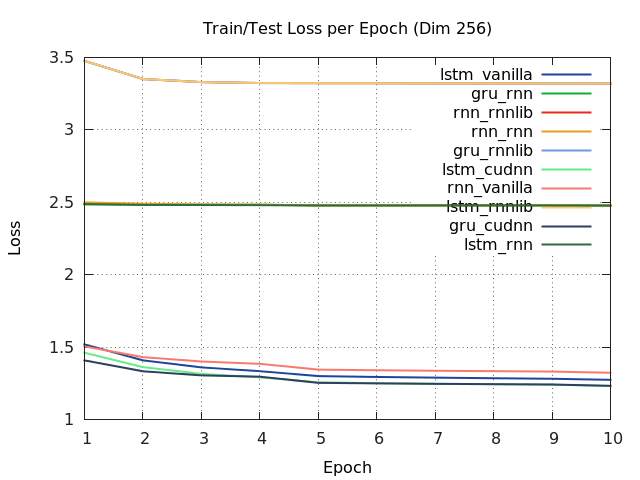 Train/Test Loss per Epoch (Dim 256)
3.5
3
2.5
2
1.5
1
Loss
lstm_vanilla
gru_rnn
rnn_rnnlib
rnn_rnn
gru_rnnlib
lstm_cudnn
rnn_vanilla
lstm_rnnlib
gru_cudnn
lstm_rnn
1 2 3 4 5 6 7 8 9 10
Epoch